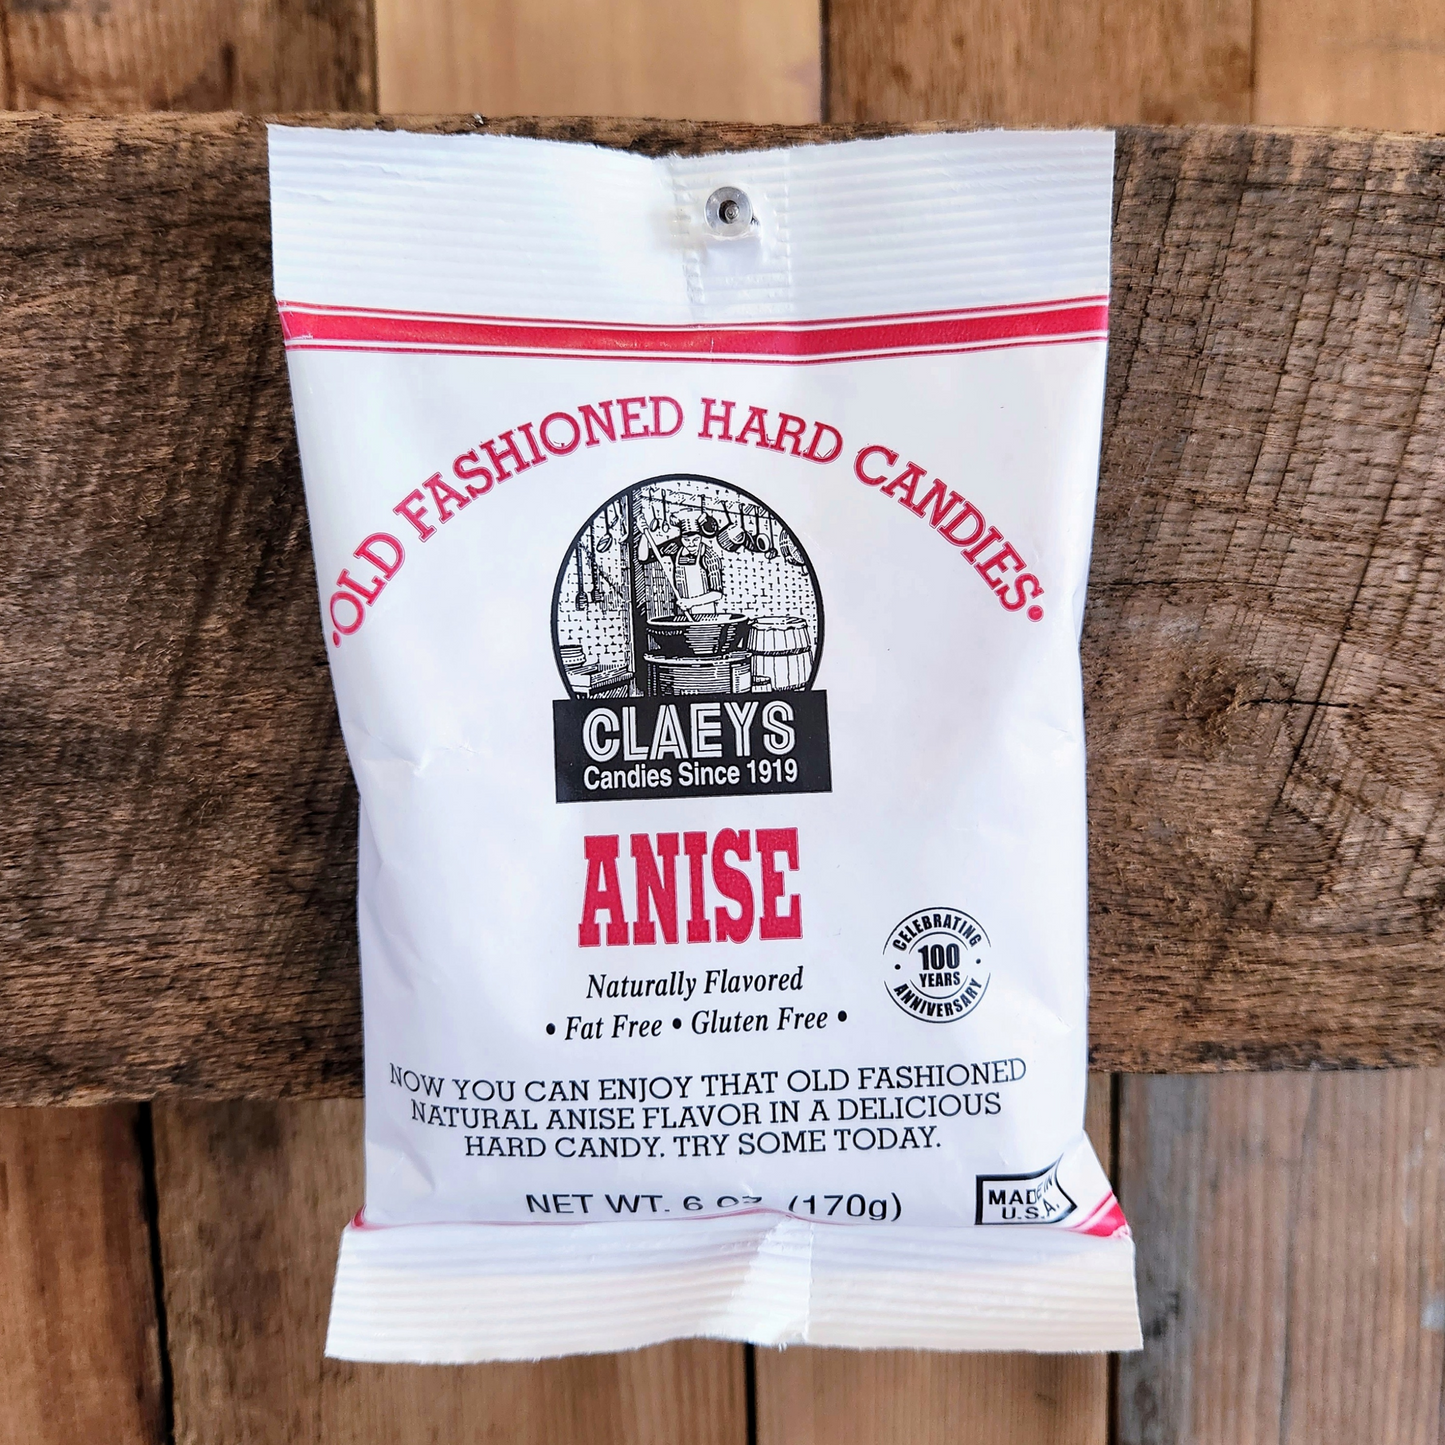 •OLD FASHIONED HARD CANDIES•
CLAEYS
Candies Since 1919
ANISE
Naturally Flavored
• Fat Free • Gluten Free •
CELEBRATING
100
YEARS
ANNIVERSARY
NOW YOU CAN ENJOY THAT OLD FASHIONED
NATURAL ANISE FLAVOR IN A DELICIOUS
HARD CANDY. TRY SOME TODAY.
NET WT. 6 oz (170g)
MADE IN
U.S.A.